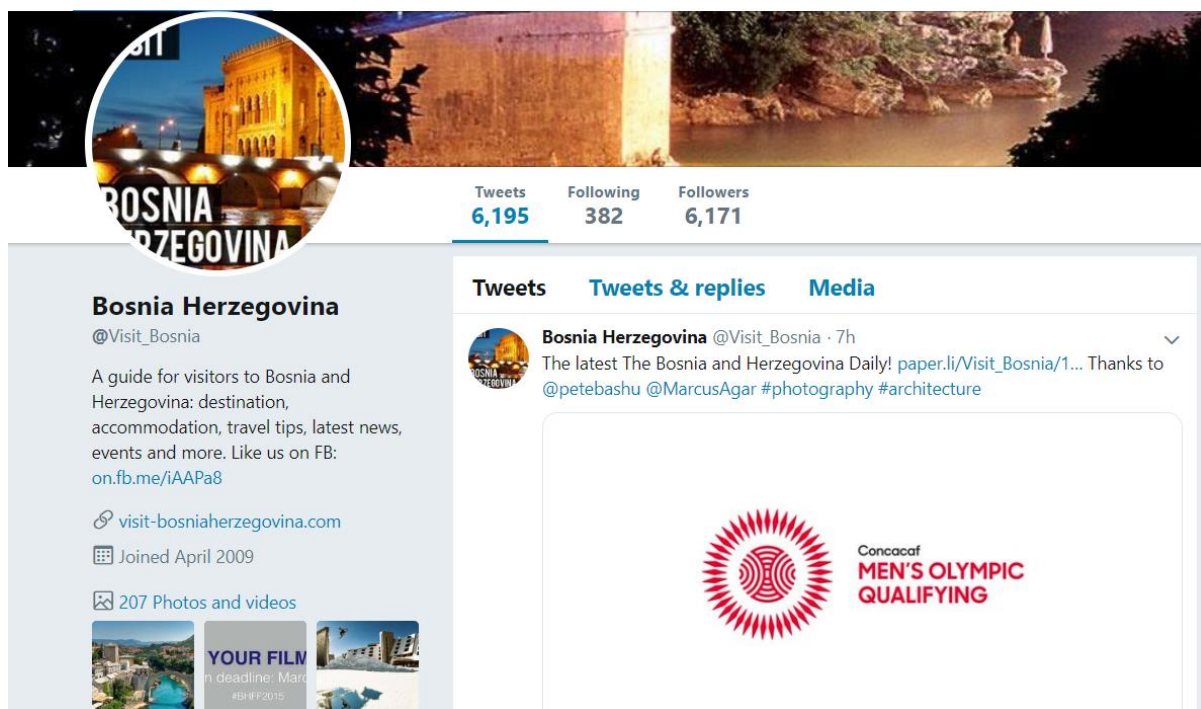 SIT
BOSNIA
HERZEGOVINA
Tweets Following Followers
6,195 382 6,171
Bosnia Herzegovina
@Visit_Bosnia
A guide for visitors to Bosnia and
Herzegovina: destination,
accommodation, travel tips, latest news,
events and more. Like us on FB:
on.fb.me/iAAPa8
visit-bosniaherzegovina.com
Joined April 2009
207 Photos and videos
YOUR FILM
n deadline: Marc
#BHFF2015
Tweets Tweets & replies Media
Bosnia Herzegovina @Visit_Bosnia · 7h
The latest The Bosnia and Herzegovina Daily! paper.li/Visit_Bosnia/1... Thanks to
@petebashu @MarcusAgar #photography #architecture
Concacaf
MEN'S OLYMPIC
QUALIFYING